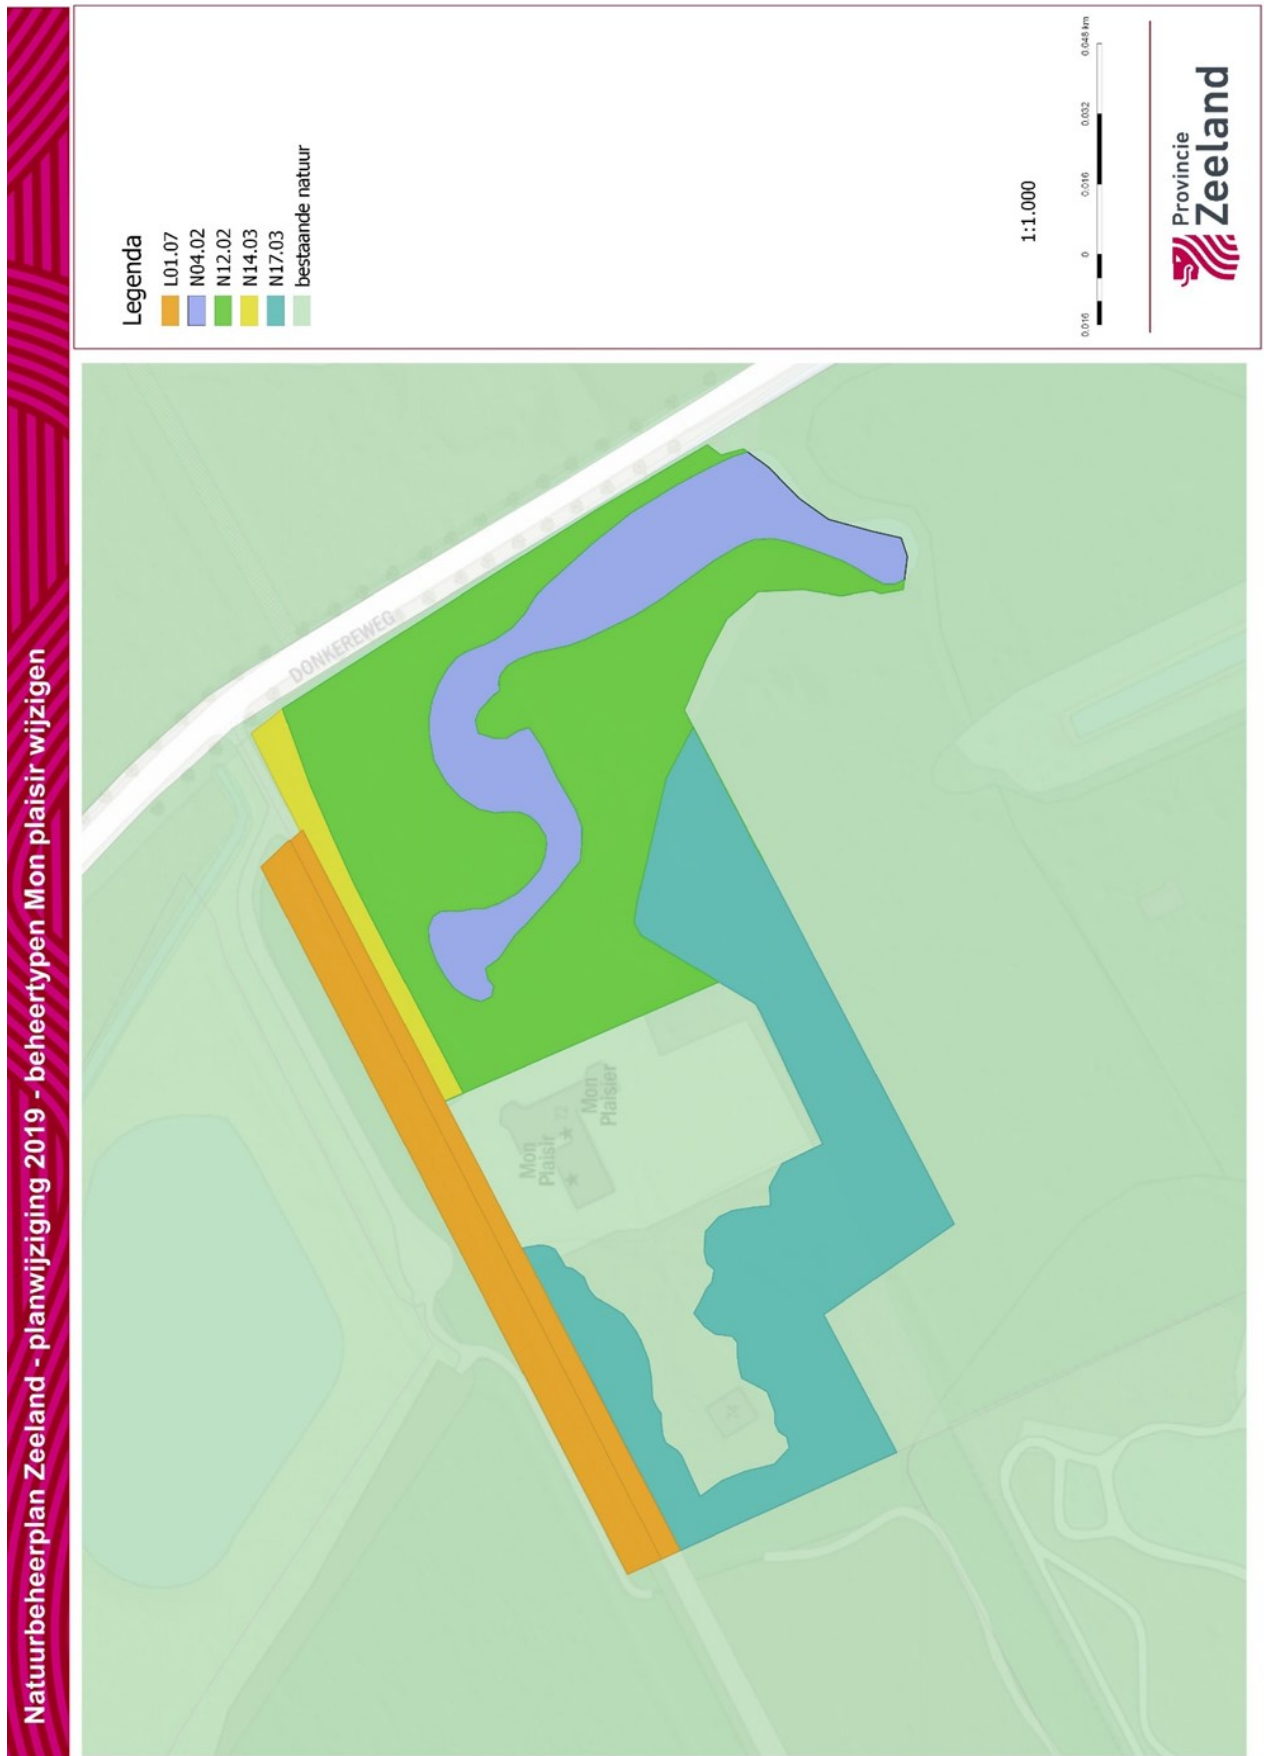 Natuurbeheerplan Zeeland - planwijziging 2019 - beheertypen Mon plaisir wijzigen
DONKEREWEG
Mon
Plaisir
72
Mon
Plaisier
74
Legenda
L01.07
N04.02
N12.02
N14.03
N17.03
bestaande natuur
1:1.000
0.016
0
0.016
0.032
0.048 km
Provincie
Zeeland